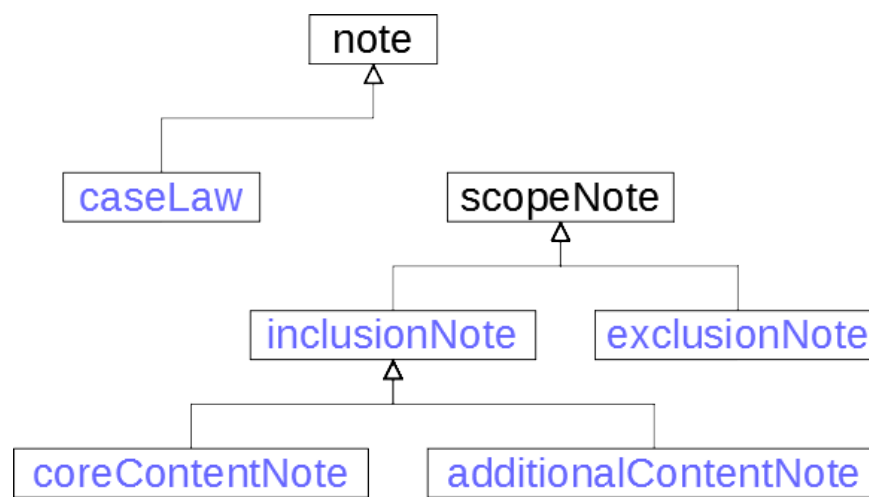 note
caseLaw
scopeNote
inclusionNote
exclusionNote
coreContentNote
additionalContentNote